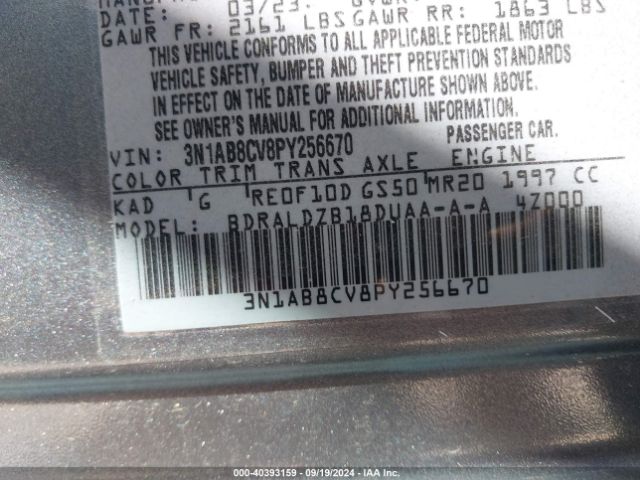 DATE: 03/23
GAWR FR: 2161 LBS GAWR RR: 1863 LBS
THIS VEHICLE CONFORMS TO ALL APPLICABLE FEDERAL MOTOR
VEHICLE SAFETY, BUMPER AND THEFT PREVENTION STANDARDS
IN EFFECT ON THE DATE OF MANUFACTURE SHOWN ABOVE.
SEE OWNER'S MANUAL FOR ADDITIONAL INFORMATION.
VIN: 3N1AB8CV8PY256670 PASSENGER CAR.
COLOR TRIM TRANS AXLE ENGINE
KAD G RE0F10D GS50 MR20 1997 CC
MODEL: BDRALDZB18DUAA-A-A 4Z000
3N1AB8CV8PY256670
000-40393159 - 09/19/2024 - IAAI.com